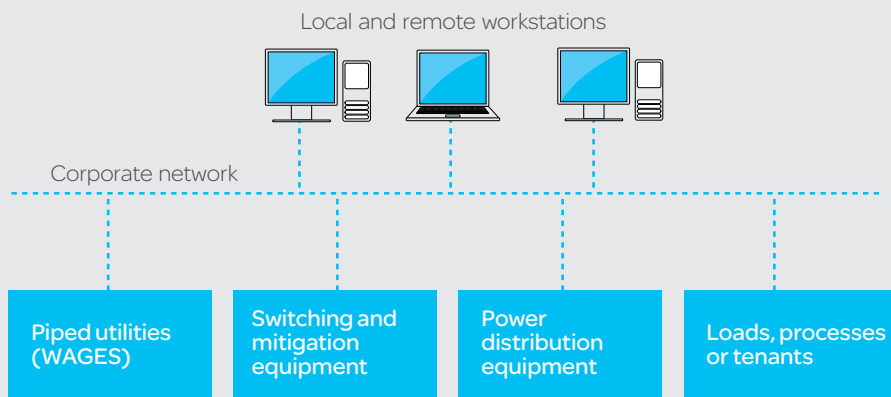 Local and remote workstations
Corporate network
Piped utilities
(WAGES)
Switching and
mitigation
equipment
Power
distribution
equipment
Loads, processes
or tenants